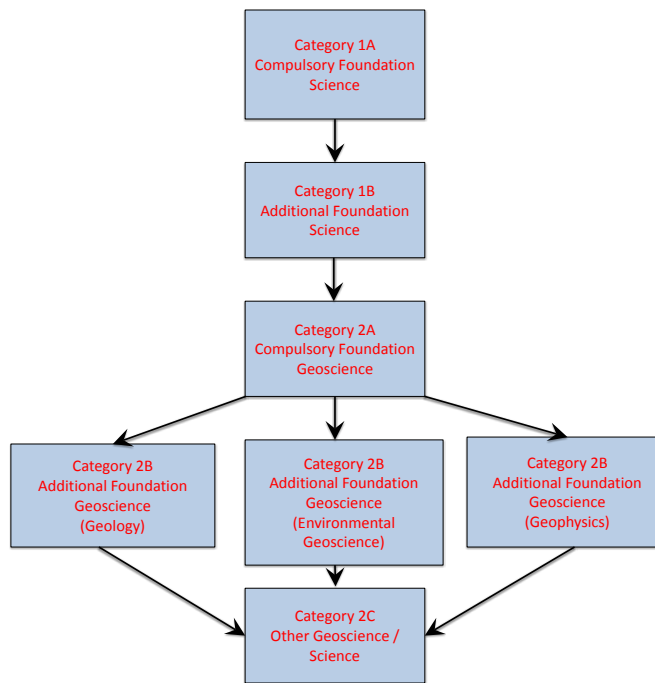 Category 1A
Compulsory Foundation
Science
Category 1B
Additional Foundation
Science
Category 2A
Compulsory Foundation
Geoscience
Category 2B
Additional Foundation
Geoscience
(Geology)
Category 2B
Additional Foundation
Geoscience
(Environmental
Geoscience)
Category 2B
Additional Foundation
Geoscience
(Geophysics)
Category 2C
Other Geoscience /
Science